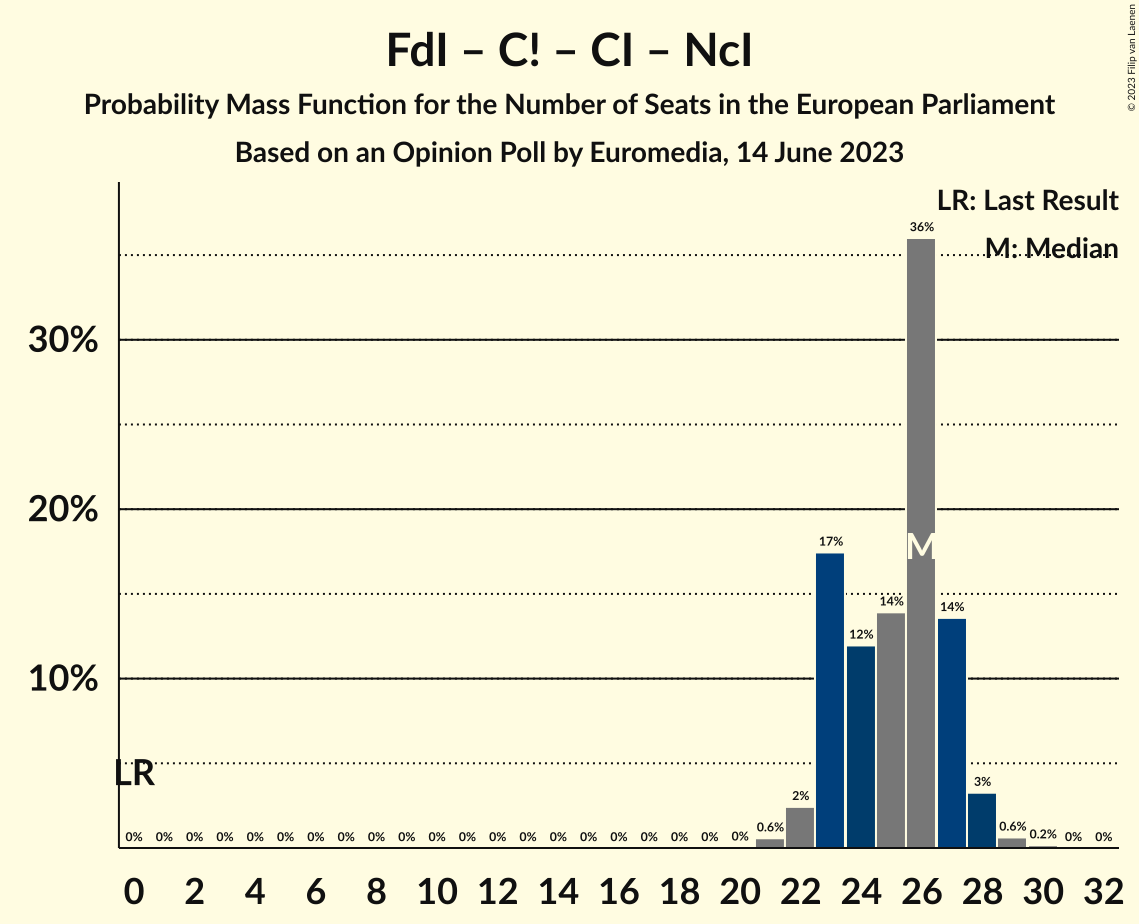 FdI – C! – CI – NcI
Probability Mass Function for the Number of Seats in the European Parliament
Based on an Opinion Poll by Euromedia, 14 June 2023
© 2023 Filip van Laenen
LR: Last Result
M: Median
30%
20%
10%
LR
M
0% 0% 0% 0% 0% 0% 0% 0% 0% 0% 0% 0% 0% 0% 0% 0% 0% 0% 0% 0% 0% 0.6% 2% 17% 12% 14% 36% 14% 3% 0.6% 0.2% 0% 0%
0 2 4 6 8 10 12 14 16 18 20 22 24 26 28 30 32